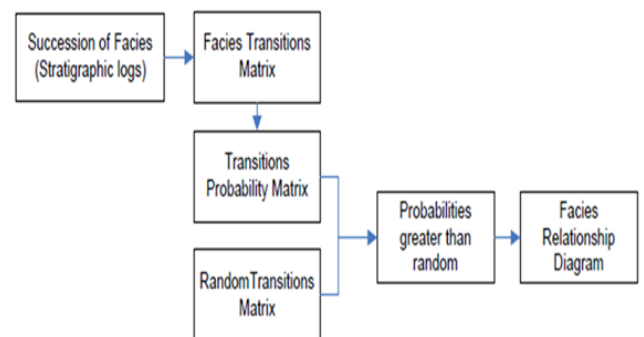 Succession of Facies
(Stratigraphic logs)
Facies Transitions
Matrix
Transitions
Probability Matrix
RandomTransitions
Matrix
Probabilities
greater than
random
Facies
Relationship
Diagram